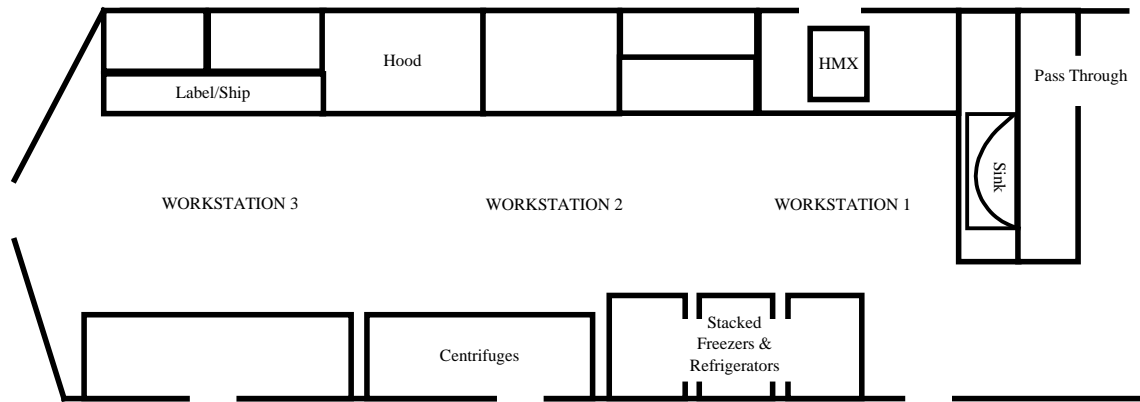 Hood
HMX
Pass Through
Label/Ship
Sink
WORKSTATION 3
WORKSTATION 2
WORKSTATION 1
Stacked
Freezers &
Refrigerators
Centrifuges